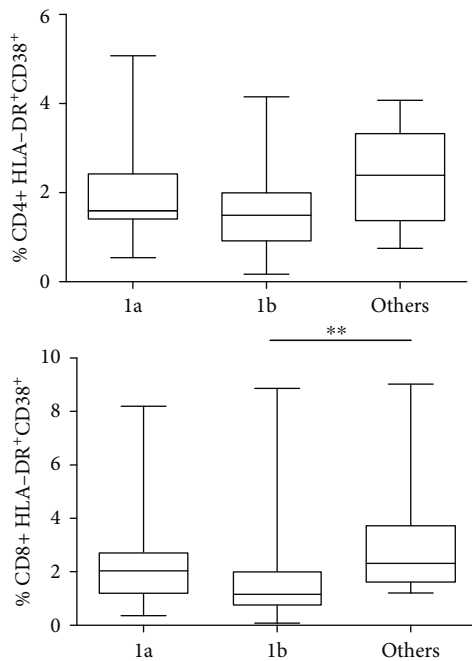 % CD4+ HLA–DR⁺CD38⁺
6
4
2
0
1a 1b Others
% CD8+ HLA–DR⁺CD38⁺
**
10
8
6
4
2
0
1a 1b Others